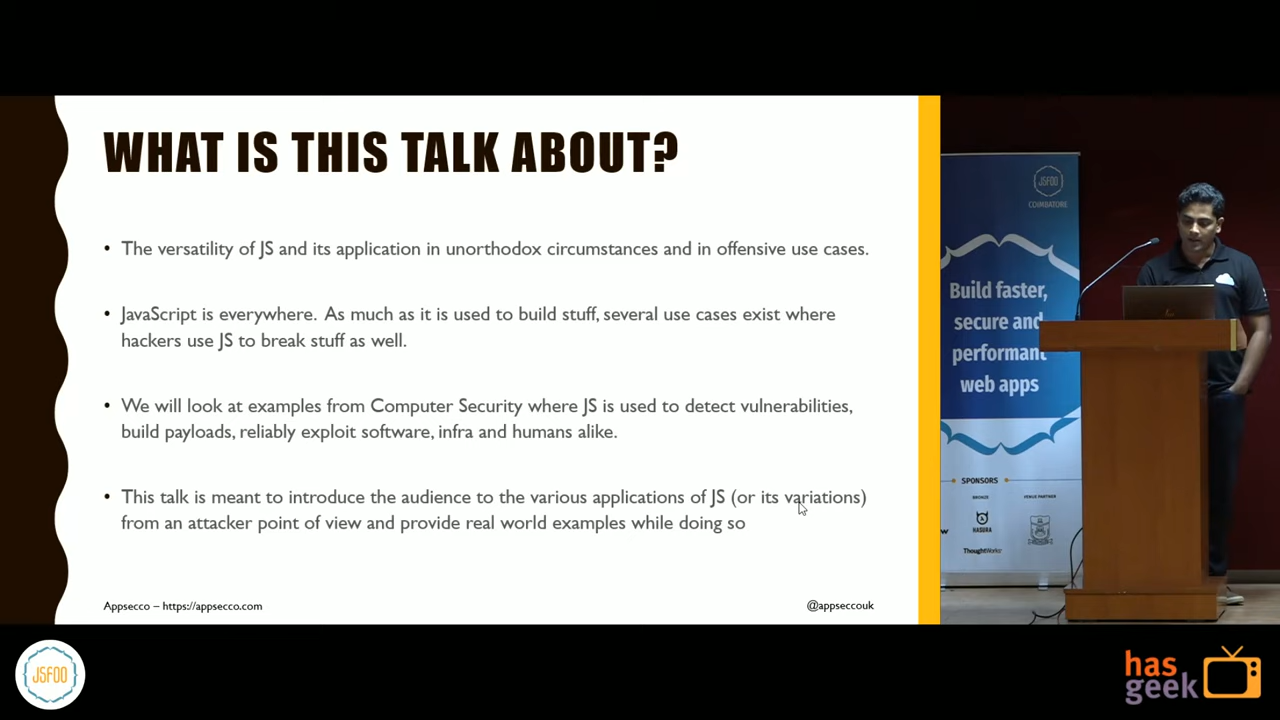 WHAT IS THIS TALK ABOUT?
• The versatility of JS and its application in unorthodox circumstances and in offensive use cases.
• JavaScript is everywhere. As much as it is used to build stuff, several use cases exist where
hackers use JS to break stuff as well.
• We will look at examples from Computer Security where JS is used to detect vulnerabilities,
build payloads, reliably exploit software, infra and humans alike.
• This talk is meant to introduce the audience to the various applications of JS (or its variations)
from an attacker point of view and provide real world examples while doing so
Appsecco – https://appsecco.com
@appseccouk
JSFOO
COIMBATORE
Build faster,
secure and
performant
web apps
SPONSORS
BRONZE
VENUE PARTNER
HASURA
ThoughtWorks
JSFOO
has
geek